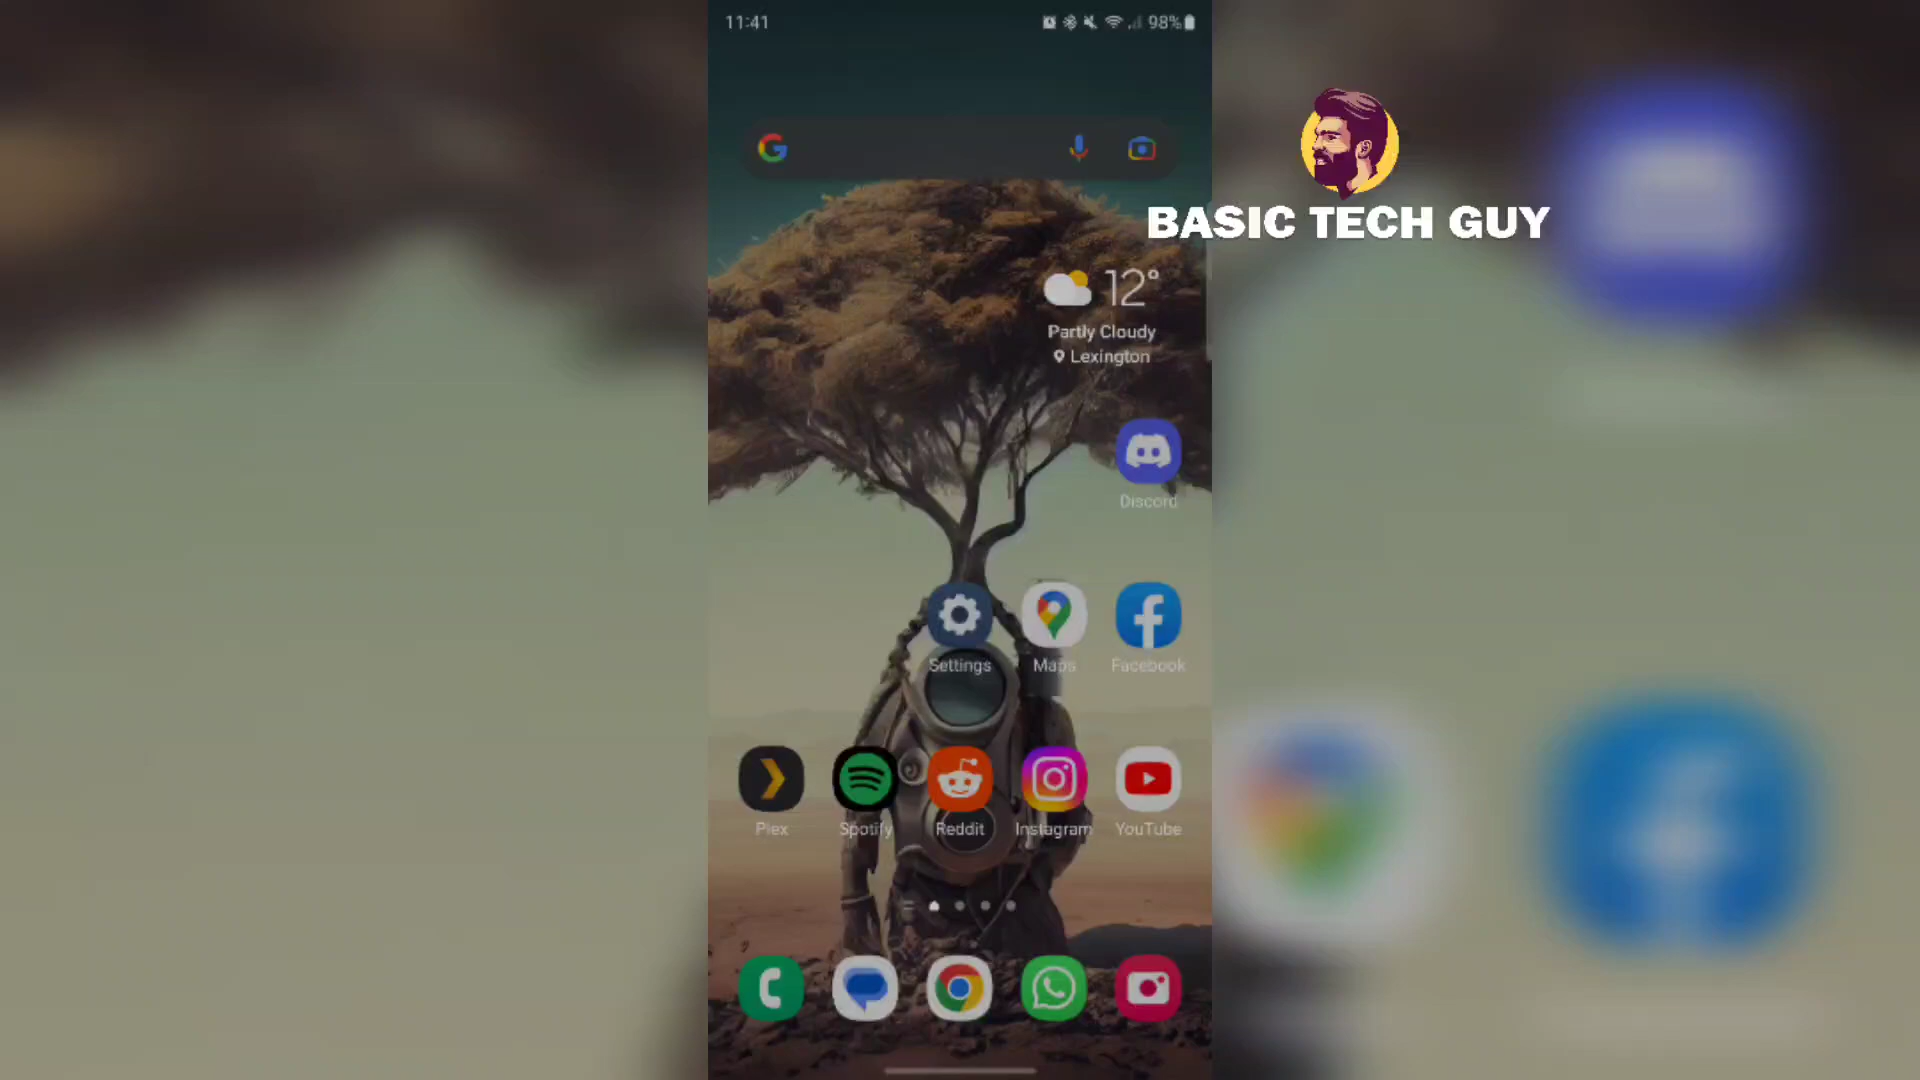 11:41
98%
BASIC TECH GUY
12°
Partly Cloudy
Lexington
Discord
Settings
Maps
Facebook
Plex
Spotify
Reddit
Instagram
YouTube